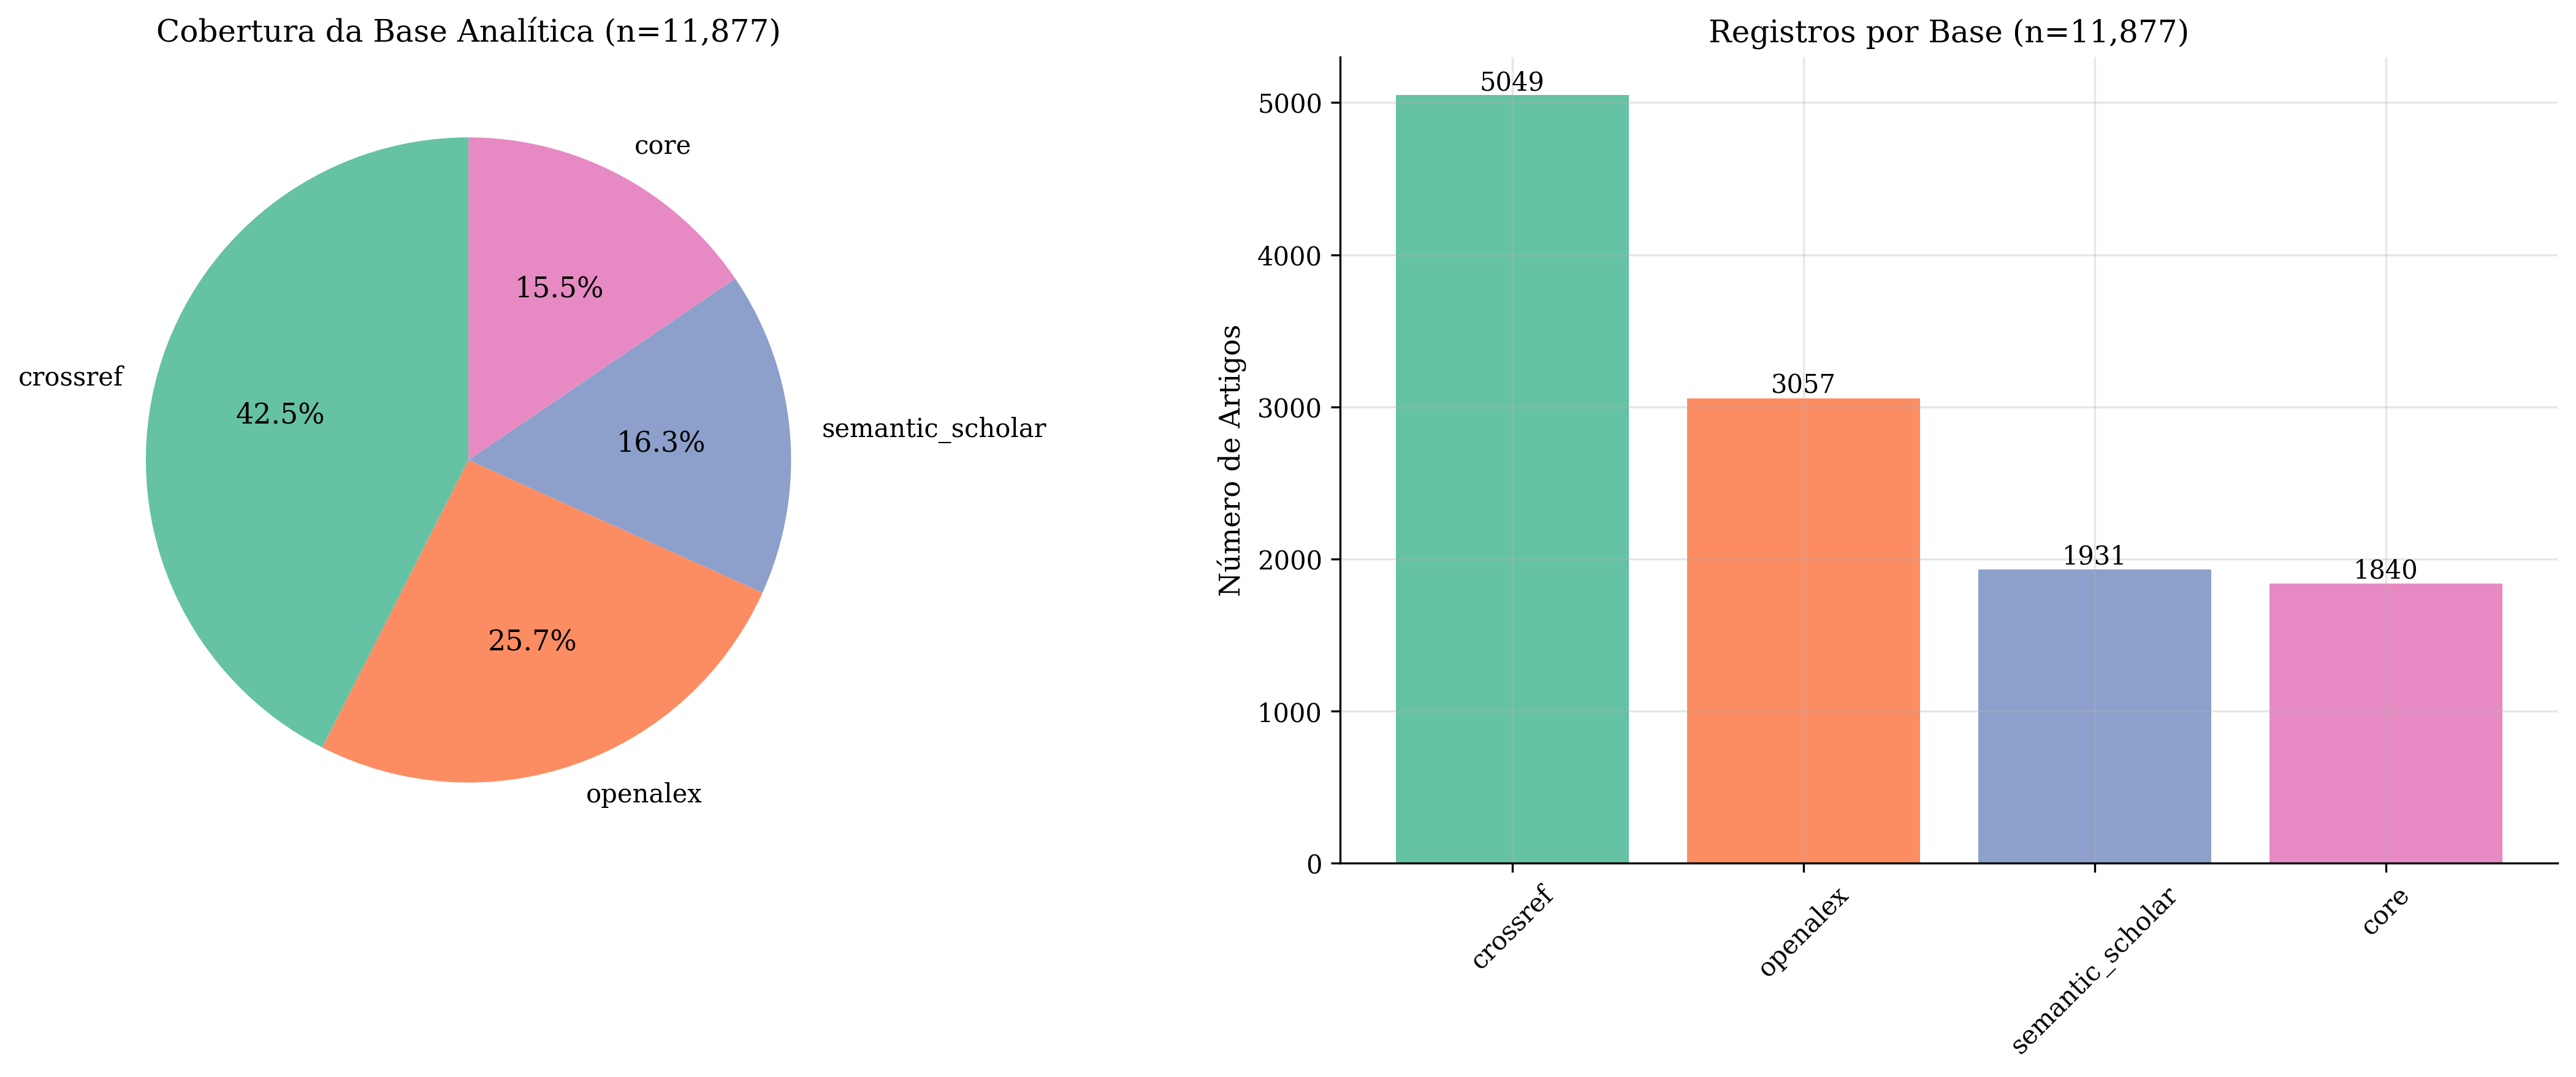 Cobertura da Base Analítica (n=11,877)
core
15.5%
crossref
42.5%
semantic_scholar
16.3%
25.7%
openalex
Registros por Base (n=11,877)
Número de Artigos
5000
4000
3000
2000
1000
0
5049
3057
1931
1840
crossref
openalex
semantic_scholar
core